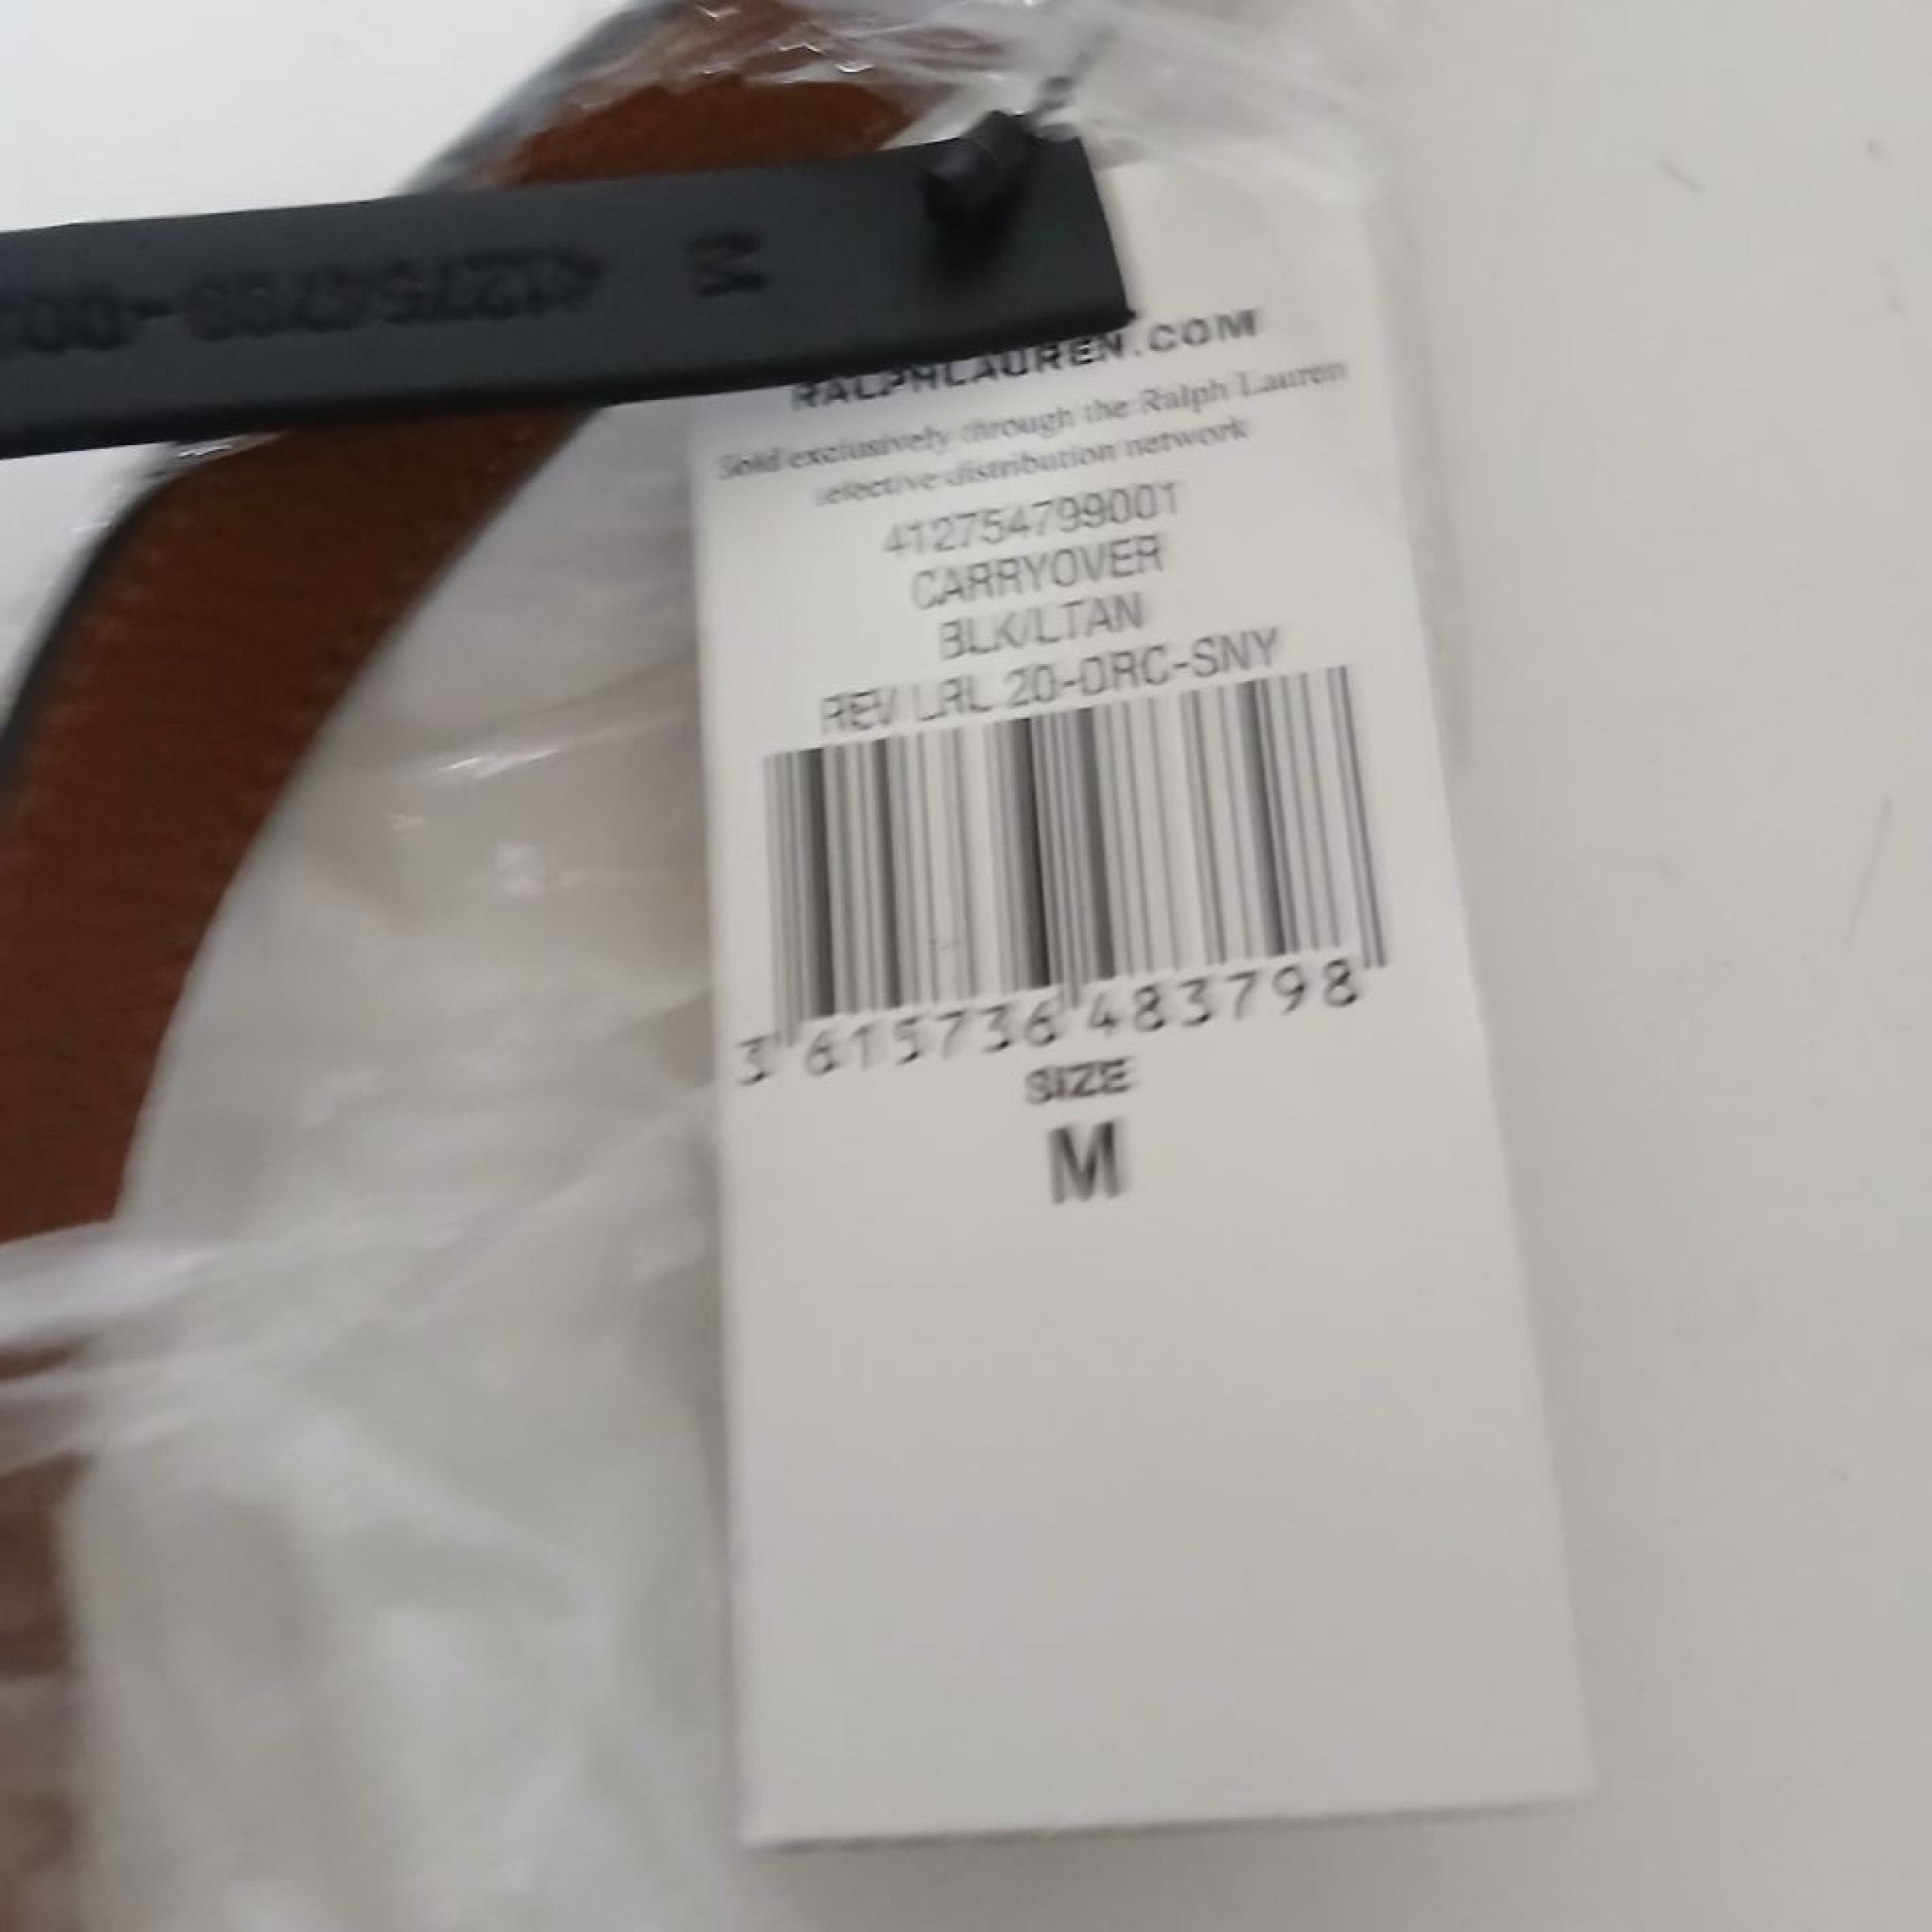 M
RALPHLAUREN.COM
Sold exclusively through the Ralph Lauren
selective distribution network
412754799001
CARRYOVER
BLK/LTAN
REV LRL 20-ORC-SNY
3 615736 483798
SIZE
M